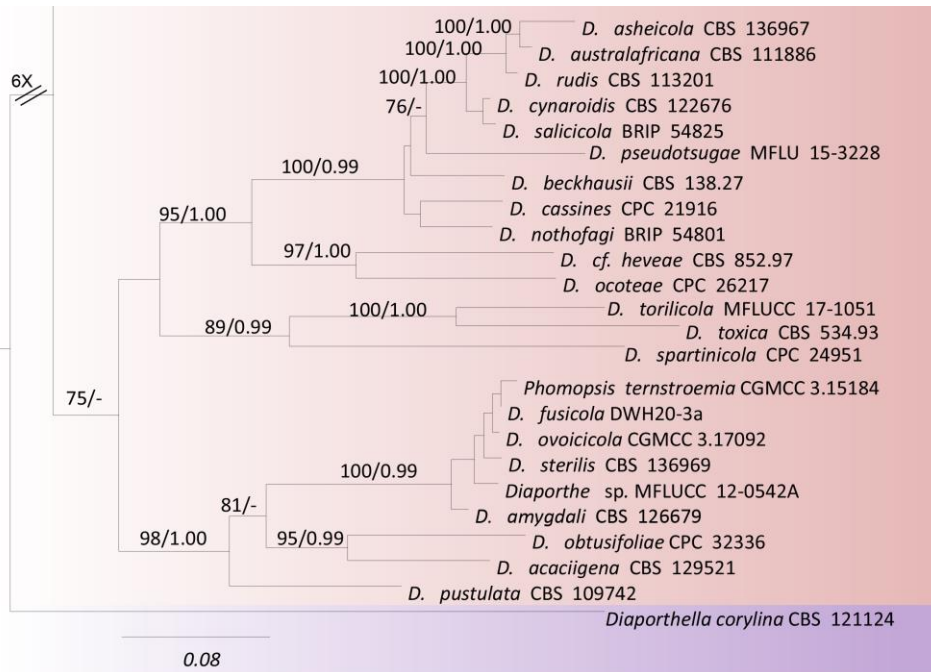 100/1.00
D. asheicola CBS 136967
100/1.00
D. australafricana CBS 111886
100/1.00
D. rudis CBS 113201
6X
76/-
D. cynaroidis CBS 122676
D. salicicola BRIP 54825
D. pseudotsugae MFLU 15-3228
100/0.99
D. beckhausii CBS 138.27
D. cassines CPC 21916
95/1.00
D. nothofagi BRIP 54801
97/1.00
D. cf. heveae CBS 852.97
D. ocoteae CPC 26217
100/1.00
D. torilicola MFLUCC 17-1051
89/0.99
D. toxica CBS 534.93
D. spartinicola CPC 24951
75/-
Phomopsis ternstroemia CGMCC 3.15184
D. fusicola DWH20-3a
D. ovoicicola CGMCC 3.17092
100/0.99
D. sterilis CBS 136969
Diaporthe sp. MFLUCC 12-0542A
81/-
D. amygdali CBS 126679
98/1.00
95/0.99
D. obtusifoliae CPC 32336
D. acaciigena CBS 129521
D. pustulata CBS 109742
Diaporthella corylina CBS 121124
0.08